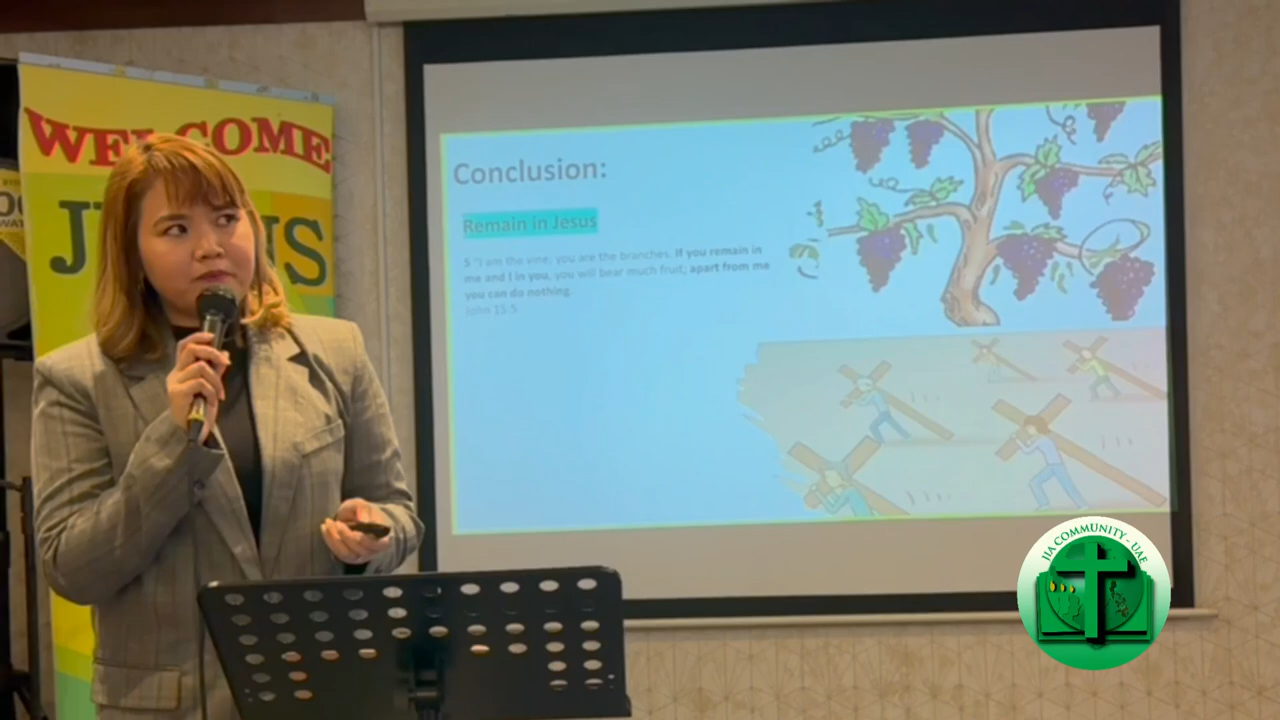 WELCOME
JESUS
Conclusion:
Remain in Jesus
5 "I am the vine; you are the branches. If you remain in
me and I in you, you will bear much fruit; apart from me
you can do nothing.
John 15:5
JIA COMMUNITY - UAE